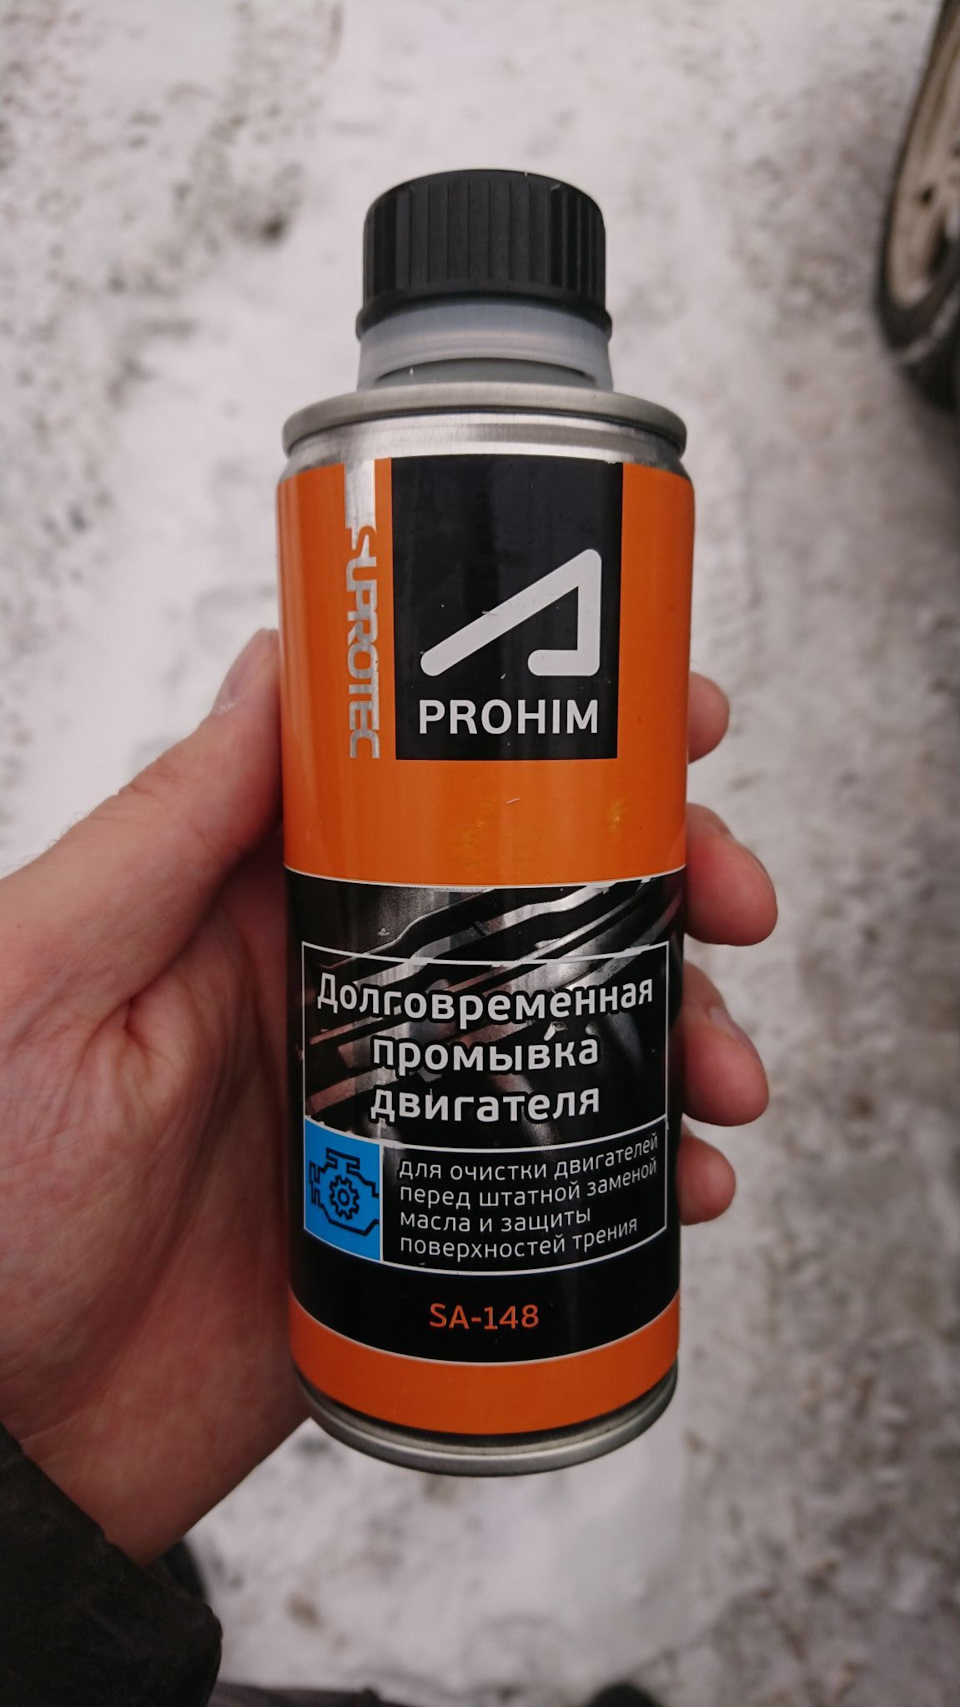 SUPROTEC
PROHIM
Долговременная
промывка
двигателя
для очистки двигателей
перед штатной заменой
масла и защиты
поверхностей трения
SA-148